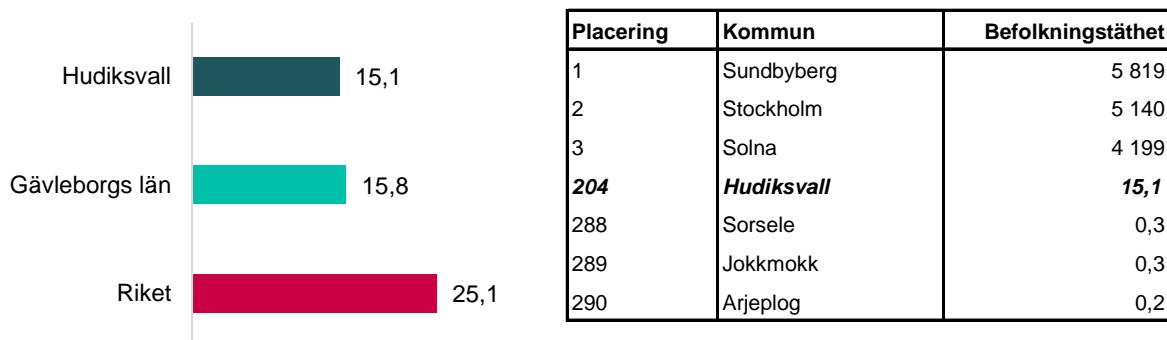 Hudiksvall 15,1
Gävleborgs län 15,8
Riket 25,1
Placering Kommun Befolkningstäthet
1 Sundbyberg 5 819
2 Stockholm 5 140
3 Solna 4 199
204 Hudiksvall 15,1
288 Sorsele 0,3
289 Jokkmokk 0,3
290 Arjeplog 0,2